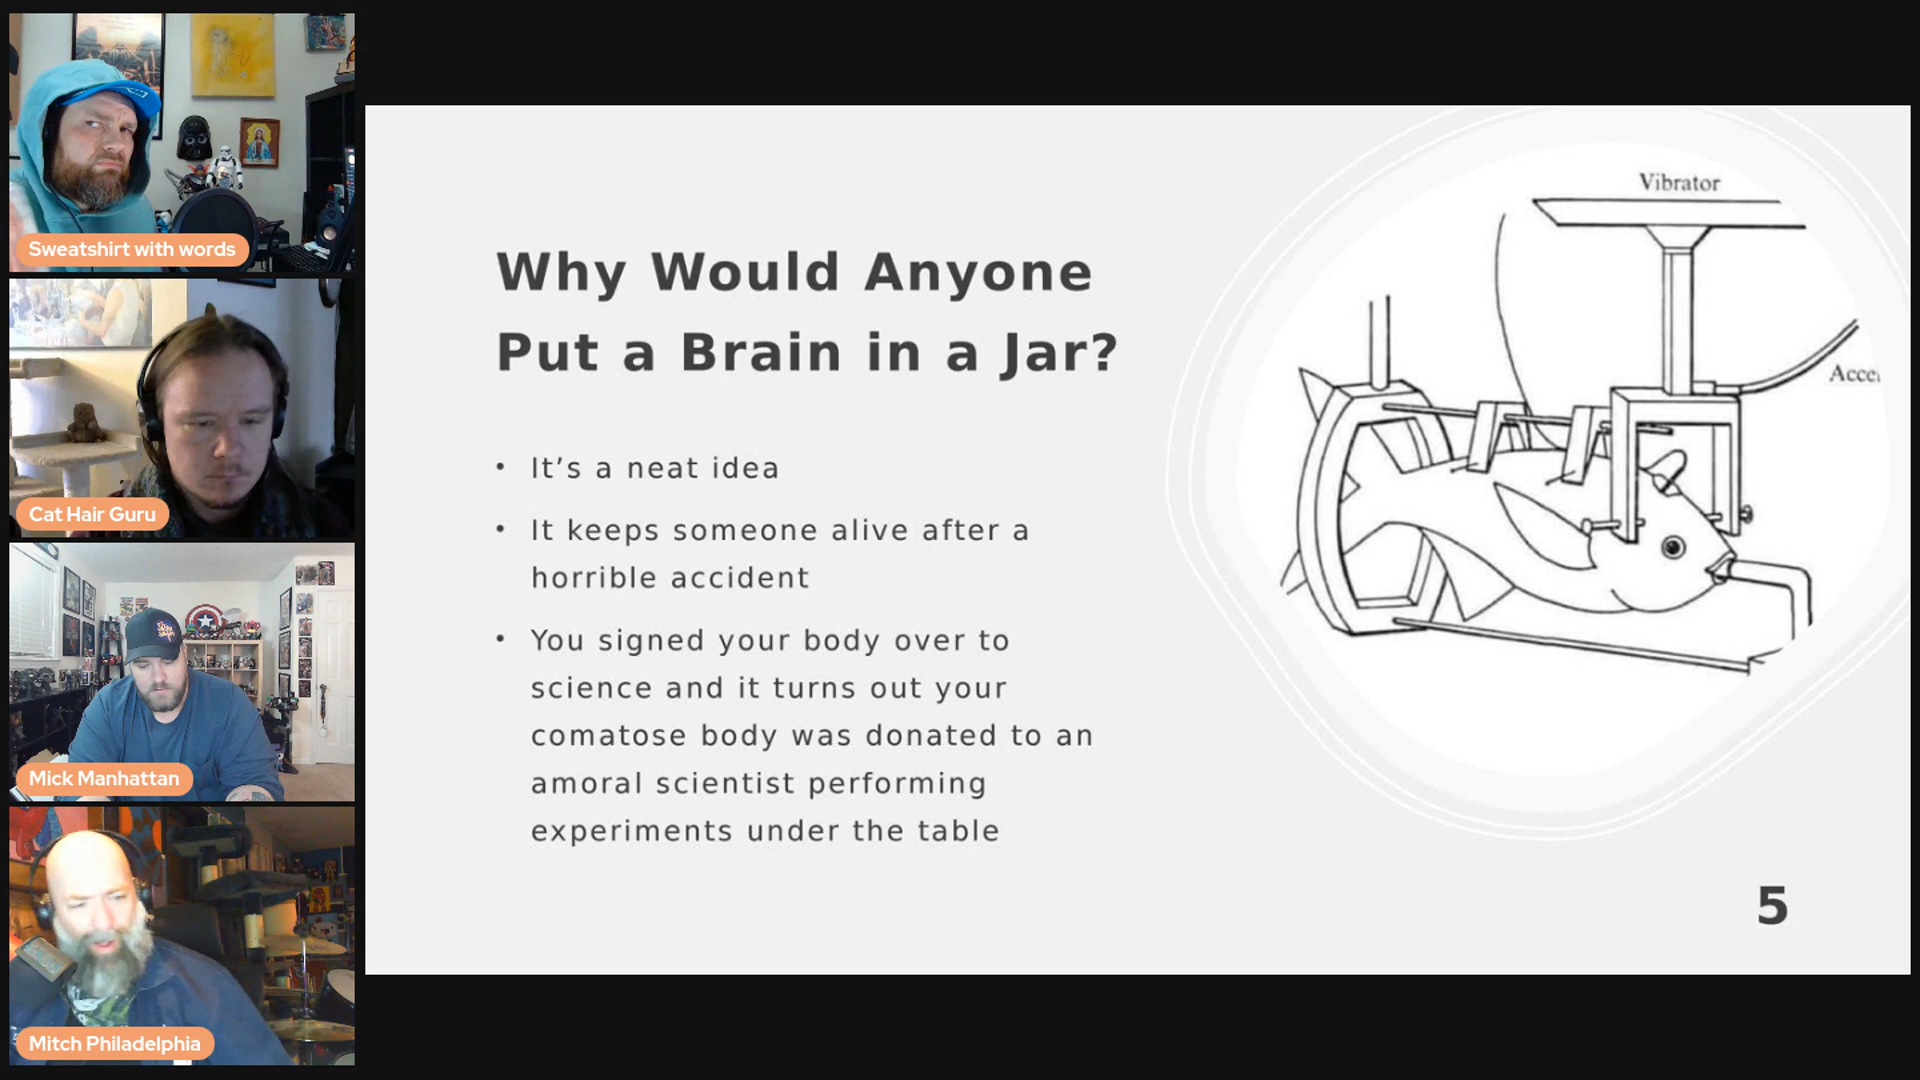 Sweatshirt with words
Cat Hair Guru
Mick Manhattan
Mitch Philadelphia
Why Would Anyone
Put a Brain in a Jar?
• It’s a neat idea
• It keeps someone alive after a
horrible accident
• You signed your body over to
science and it turns out your
comatose body was donated to an
amoral scientist performing
experiments under the table
Vibrator
Acce
5